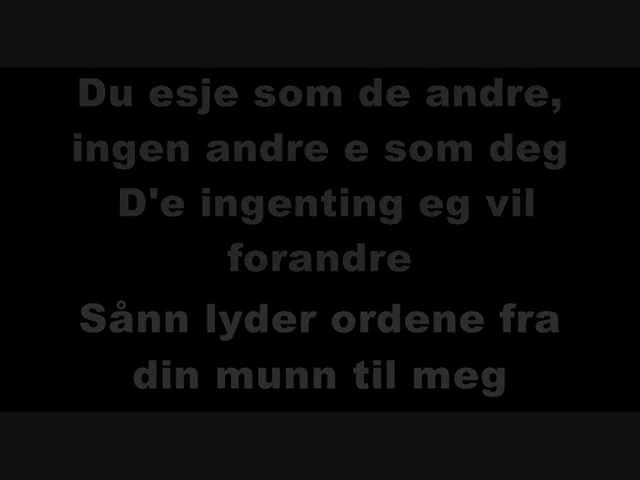 Du esje som de andre,
ingen andre e som deg
D'e ingenting eg vil
forandre
Sånn lyder ordene fra
din munn til meg